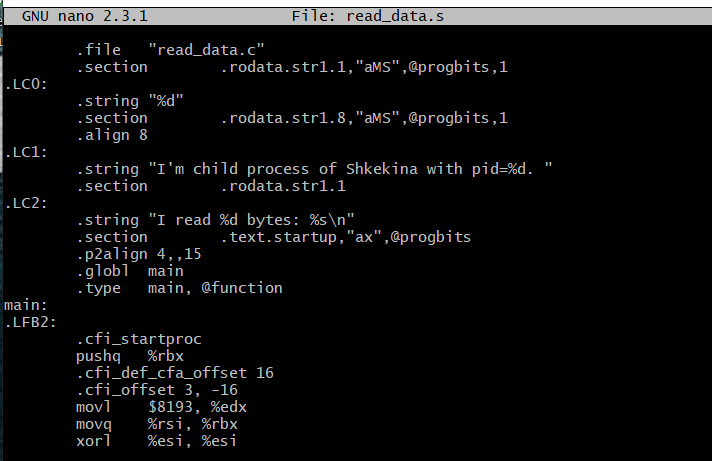 GNU nano 2.3.1 File: read_data.s
.file "read_data.c"
.section .rodata.str1.1,"aMS",@progbits,1
.LC0:
.string "%d"
.section .rodata.str1.8,"aMS",@progbits,1
.align 8
.LC1:
.string "I'm child process of Shkekina with pid=%d. "
.section .rodata.str1.1
.LC2:
.string "I read %d bytes: %s\n"
.section .text.startup,"ax",@progbits
.p2align 4,,15
.globl main
.type main, @function
main:
.LFB2:
.cfi_startproc
pushq %rbx
.cfi_def_cfa_offset 16
.cfi_offset 3, -16
movl $8193, %edx
movq %rsi, %rbx
xorl %esi, %esi